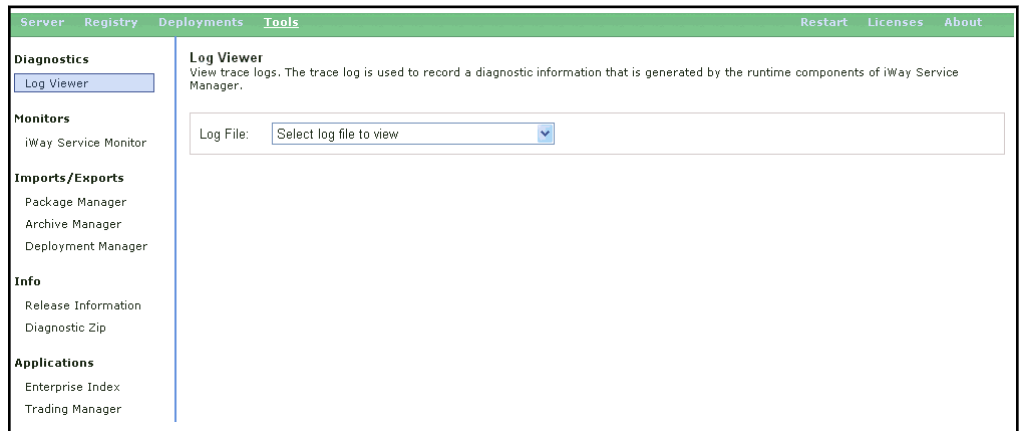 Server Registry Deployments Tools Restart Licenses About
Diagnostics
Log Viewer
Monitors
iWay Service Monitor
Imports/Exports
Package Manager
Archive Manager
Deployment Manager
Info
Release Information
Diagnostic Zip
Applications
Enterprise Index
Trading Manager
Log Viewer
View trace logs. The trace log is used to record a diagnostic information that is generated by the runtime components of iWay Service
Manager.
Log File: Select log file to view